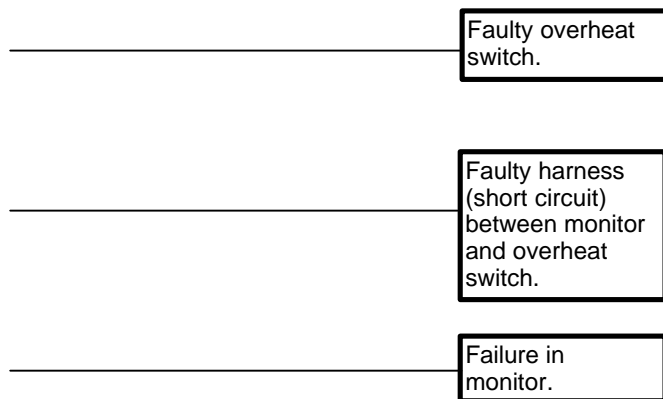 Faulty overheat
switch.
Faulty harness
(short circuit)
between monitor
and overheat
switch.
Failure in
monitor.